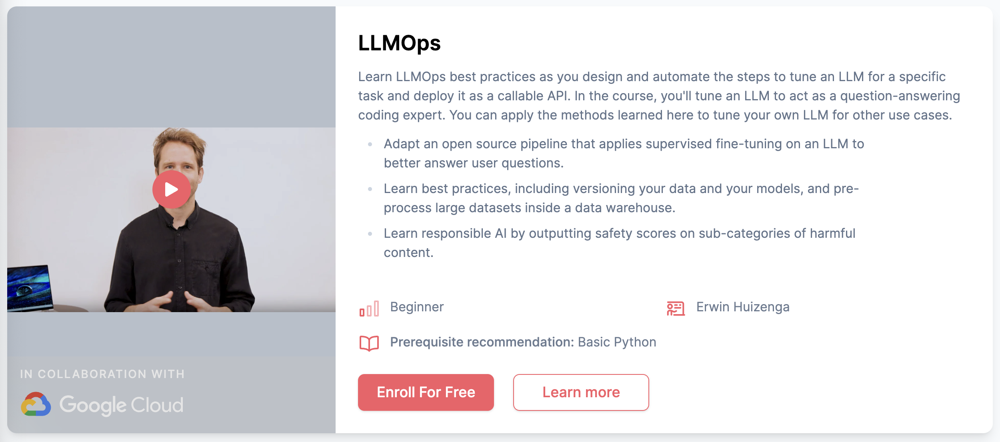 LLMOps
Learn LLMOps best practices as you design and automate the steps to tune an LLM for a specific
task and deploy it as a callable API. In the course, you'll tune an LLM to act as a question-answering
coding expert. You can apply the methods learned here to tune your own LLM for other use cases.
Adapt an open source pipeline that applies supervised fine-tuning on an LLM to
better answer user questions.
Learn best practices, including versioning your data and your models, and pre-
process large datasets inside a data warehouse.
Learn responsible AI by outputting safety scores on sub-categories of harmful
content.
Beginner
Erwin Huizenga
Prerequisite recommendation: Basic Python
Enroll For Free
Learn more
IN COLLABORATION WITH
Google Cloud